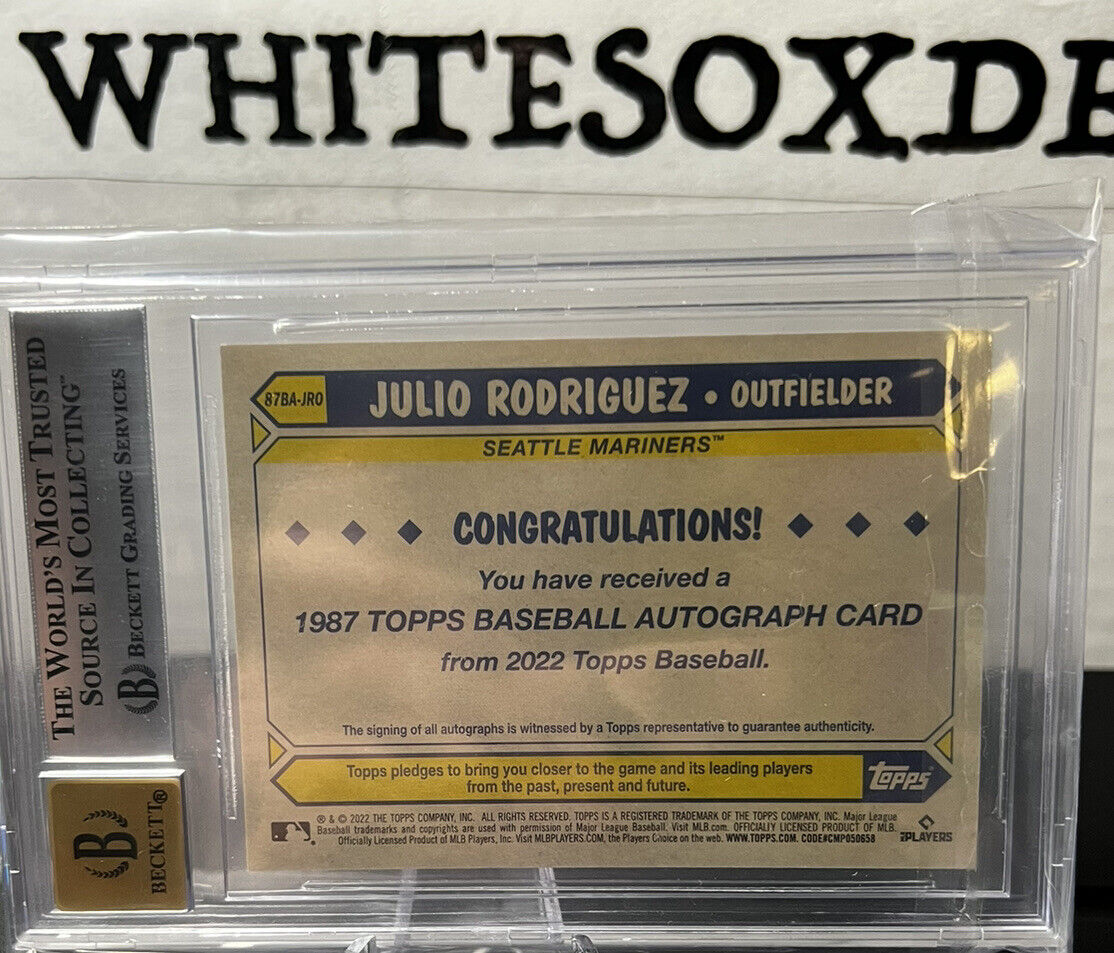 WHITESOXDE
THE WORLD'S MOST TRUSTED
SOURCE IN COLLECTING™
B BECKETT GRADING SERVICES
B
BECKETT®
87BA-JRO
JULIO RODRIGUEZ • OUTFIELDER
SEATTLE MARINERS™
CONGRATULATIONS!
You have received a
1987 TOPPS BASEBALL AUTOGRAPH CARD
from 2022 Topps Baseball.
The signing of all autographs is witnessed by a Topps representative to guarantee authenticity.
Topps pledges to bring you closer to the game and its leading players
from the past, present and future.
TOPPS®
® & © 2022 THE TOPPS COMPANY, INC. ALL RIGHTS RESERVED. TOPPS IS A REGISTERED TRADEMARK OF THE TOPPS COMPANY, INC. Major League
Baseball trademarks and copyrights are used with permission of Major League Baseball. Visit MLB.com. OFFICIALLY LICENSED PRODUCT OF MLB
Officially Licensed Product of MLB Players, Inc. Visit MLBPLAYERS.COM, the Players Choice on the web. WWW.TOPPS.COM. CODE#CMP050658
PLAYERS